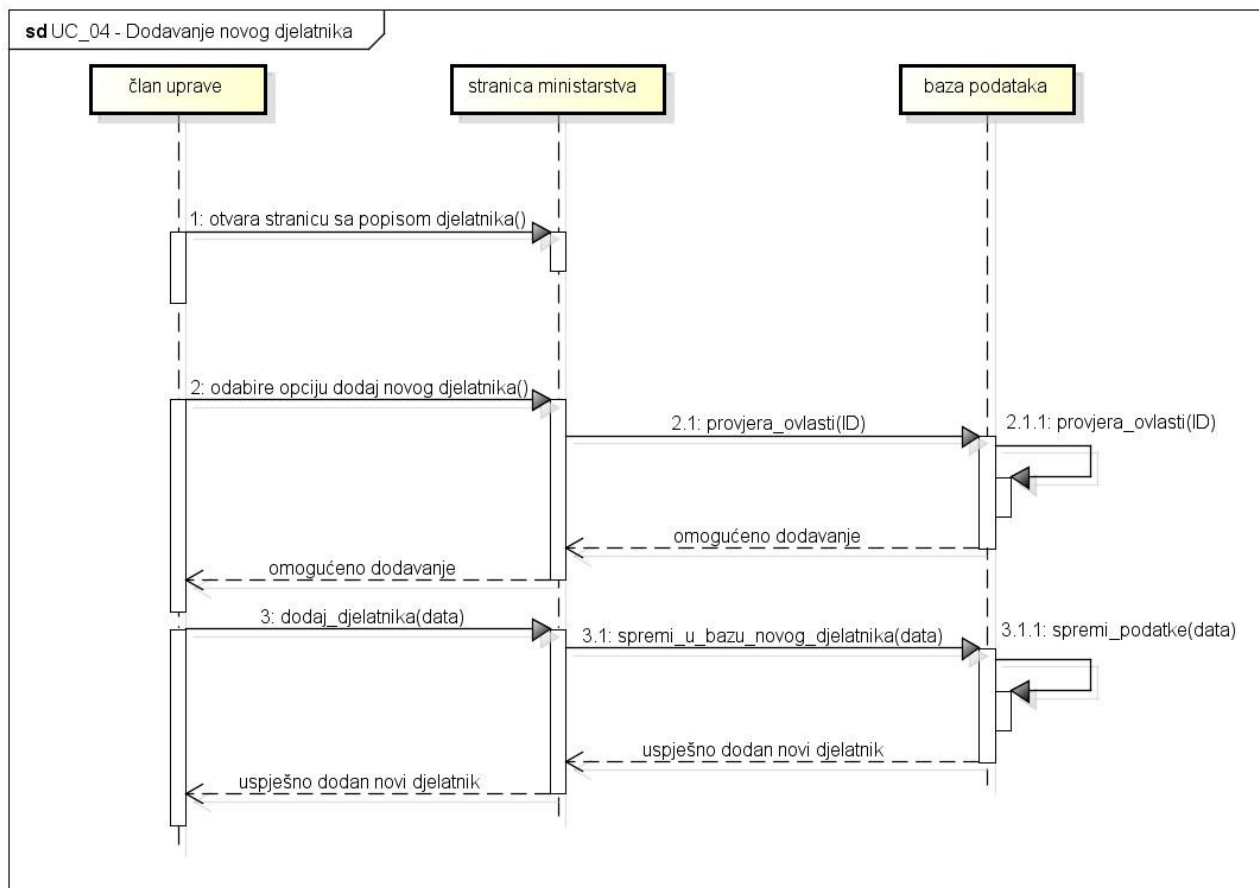 sd UC_04 - Dodavanje novog djelatnika
član uprave
stranica ministarstva
baza podataka
1: otvara stranicu sa popisom djelatnika()
2: odabire opciju dodaj novog djelatnika()
2.1: provjera_ovlasti(ID)
2.1.1: provjera_ovlasti(ID)
omogućeno dodavanje
omogućeno dodavanje
3: dodaj_djelatnika(data)
3.1: spremi_u_bazu_novog_djelatnika(data)
3.1.1: spremi_podatke(data)
uspješno dodan novi djelatnik
uspješno dodan novi djelatnik